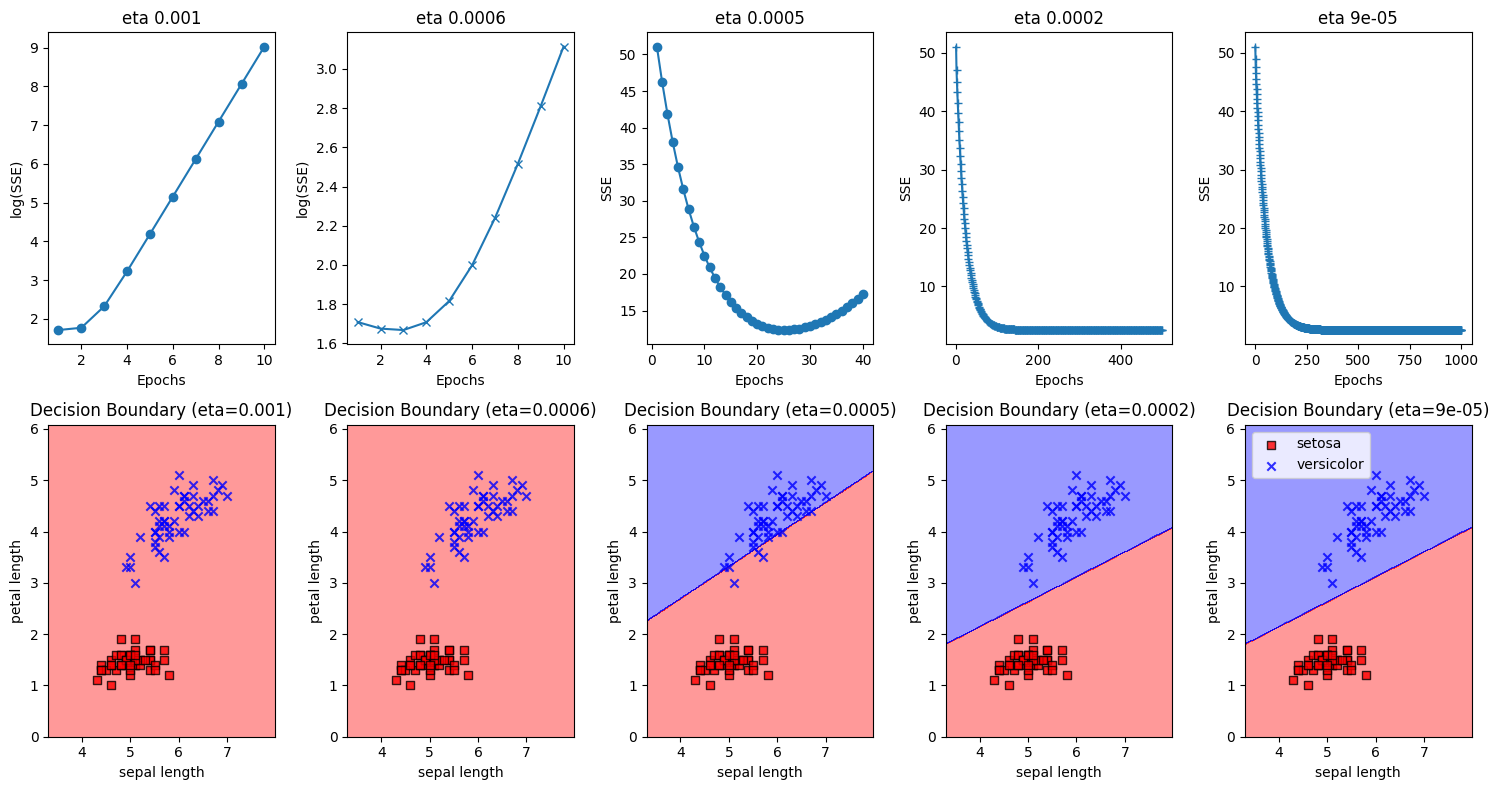 eta 0.001
log(SSE)
9
8
7
6
5
4
3
2
2 4 6 8 10
Epochs
eta 0.0006
log(SSE)
3.0
2.8
2.6
2.4
2.2
2.0
1.8
1.6
2 4 6 8 10
Epochs
eta 0.0005
SSE
50
45
40
35
30
25
20
15
0 10 20 30 40
Epochs
eta 0.0002
SSE
50
40
30
20
10
0 200 400
Epochs
eta 9e-05
SSE
50
40
30
20
10
0 250 500 750 1000
Epochs
Decision Boundary (eta=0.001)
petal length
6
5
4
3
2
1
0
4 5 6 7
sepal length
Decision Boundary (eta=0.0006)
petal length
6
5
4
3
2
1
0
4 5 6 7
sepal length
Decision Boundary (eta=0.0005)
petal length
6
5
4
3
2
1
0
4 5 6 7
sepal length
Decision Boundary (eta=0.0002)
petal length
6
5
4
3
2
1
0
4 5 6 7
sepal length
Decision Boundary (eta=9e-05)
setosa
versicolor
petal length
6
5
4
3
2
1
0
4 5 6 7
sepal length